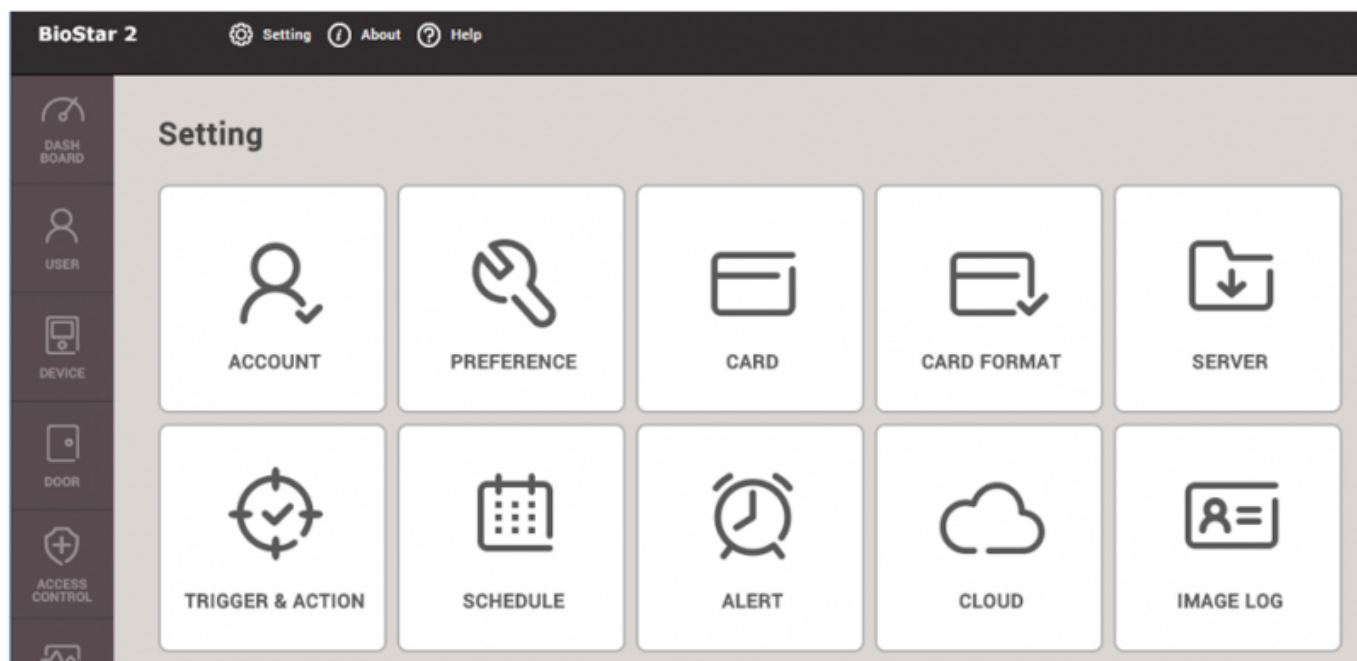 BioStar 2
Setting
About
Help
DASH
BOARD
USER
DEVICE
DOOR
ACCESS
CONTROL
Setting
ACCOUNT
PREFERENCE
CARD
CARD FORMAT
SERVER
TRIGGER & ACTION
SCHEDULE
ALERT
CLOUD
IMAGE LOG